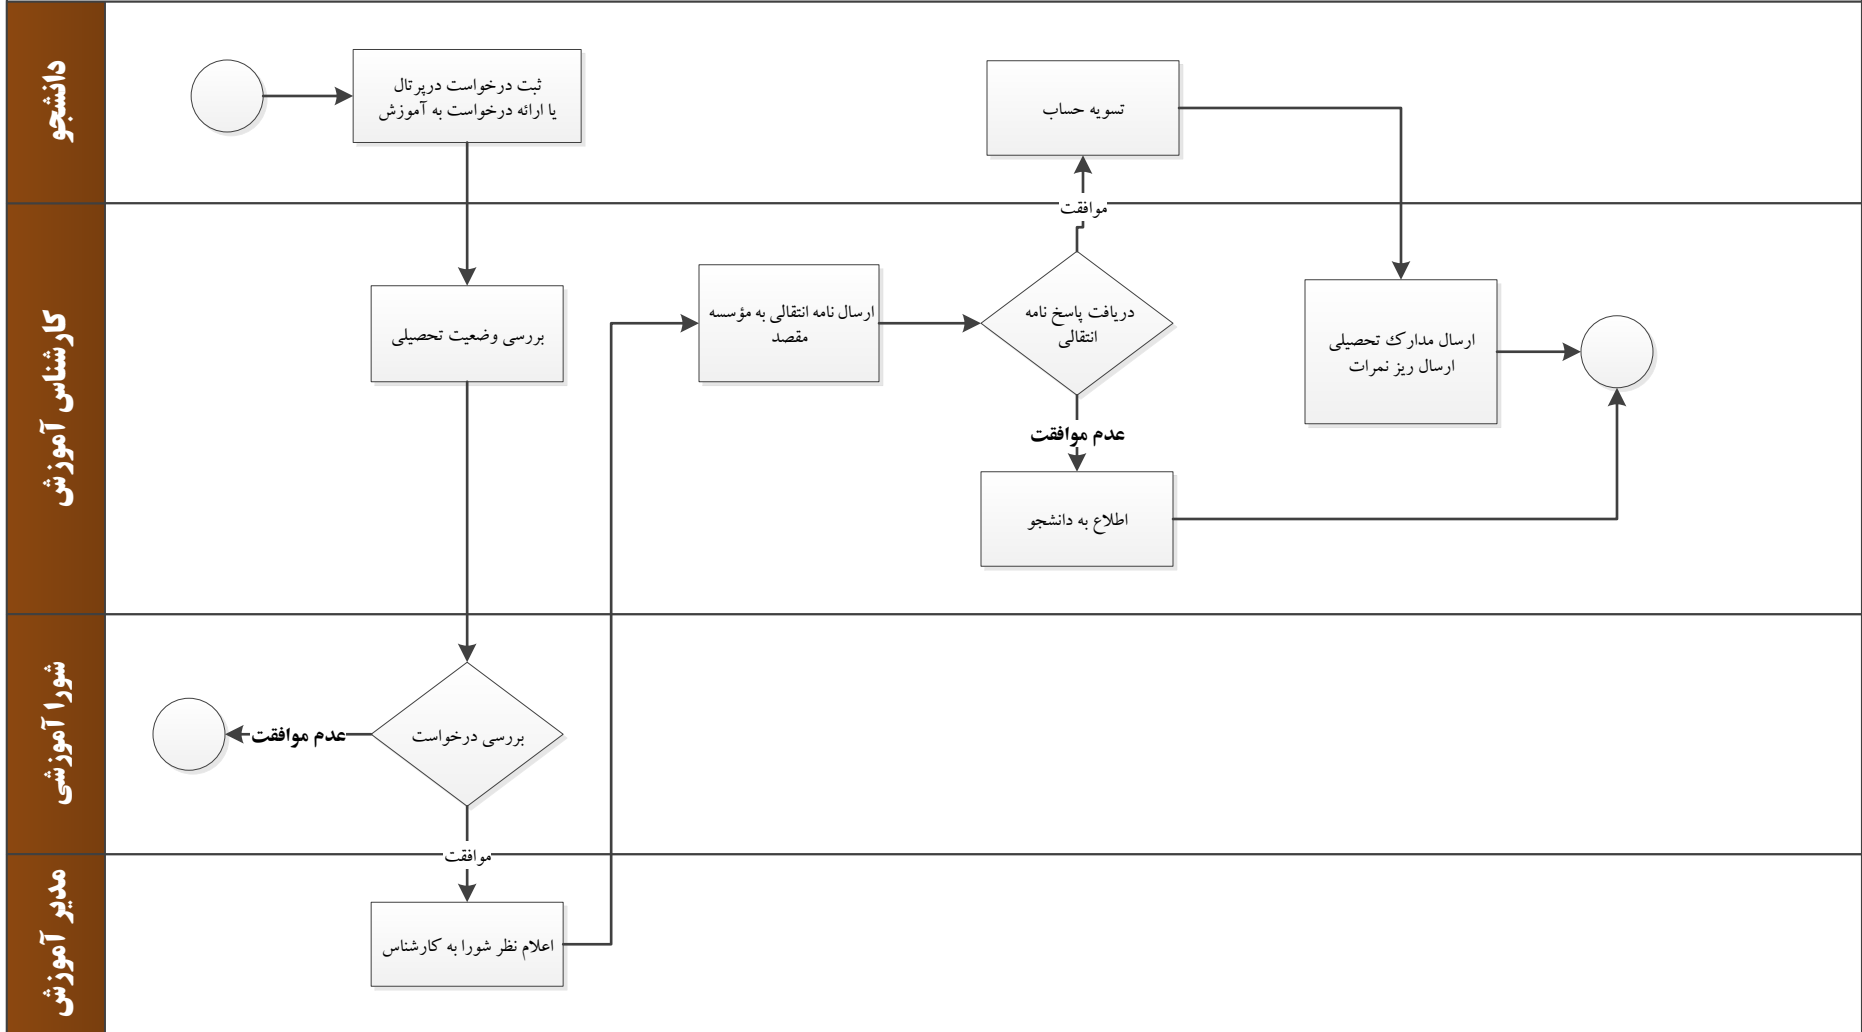 دانشجو
ثبت درخواست درپرتال
یا ارائه درخواست به آموزش
تسویه حساب
موافقت
کارشناس آموزش
بررسی وضعیت تحصیلی
ارسال نامه انتقالی به مؤسسه
مقصد
دریافت پاسخ نامه
انتقالی
ارسال مدارک تحصیلی
ارسال ریز نمرات
عدم موافقت
اطلاع به دانشجو
شورا آموزشی
بررسی درخواست
عدم موافقت
موافقت
مدیر آموزش
اعلام نظر شورا به کارشناس